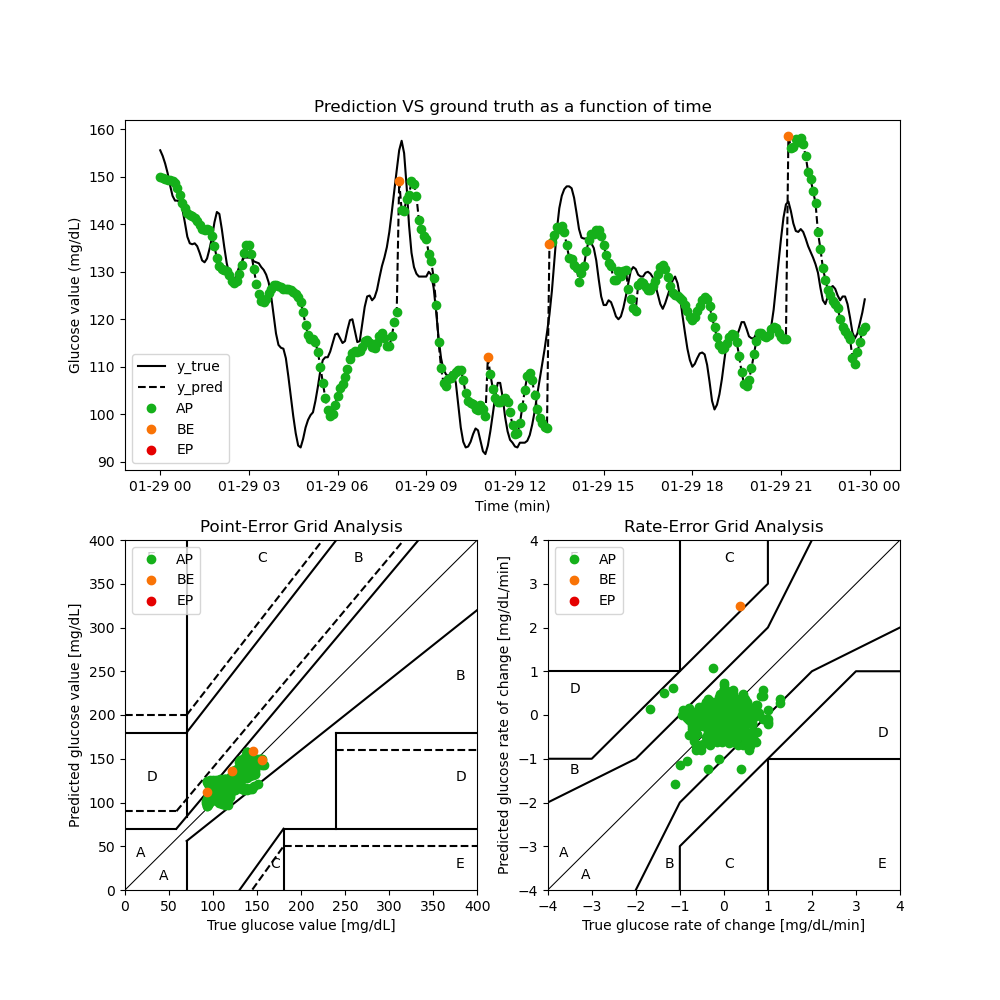 Prediction VS ground truth as a function of time
Glucose value (mg/dL)
160
150
140
130
120
110
100
90
y_true
y_pred
AP
BE
EP
01-29 00 01-29 03 01-29 06 01-29 09 01-29 12 01-29 15 01-29 18 01-29 21 01-30 00
Time (min)
Point-Error Grid Analysis
Predicted glucose value [mg/dL]
400
350
300
250
200
150
100
50
0
AP
BE
EP
C
B
B
D
D
A
A
C
E
0 50 100 150 200 250 300 350 400
True glucose value [mg/dL]
Rate-Error Grid Analysis
Predicted glucose rate of change [mg/dL/min]
4
3
2
1
0
−1
−2
−3
−4
AP
BE
EP
C
D
D
B
A
A
B
C
E
−4 −3 −2 −1 0 1 2 3 4
True glucose rate of change [mg/dL/min]